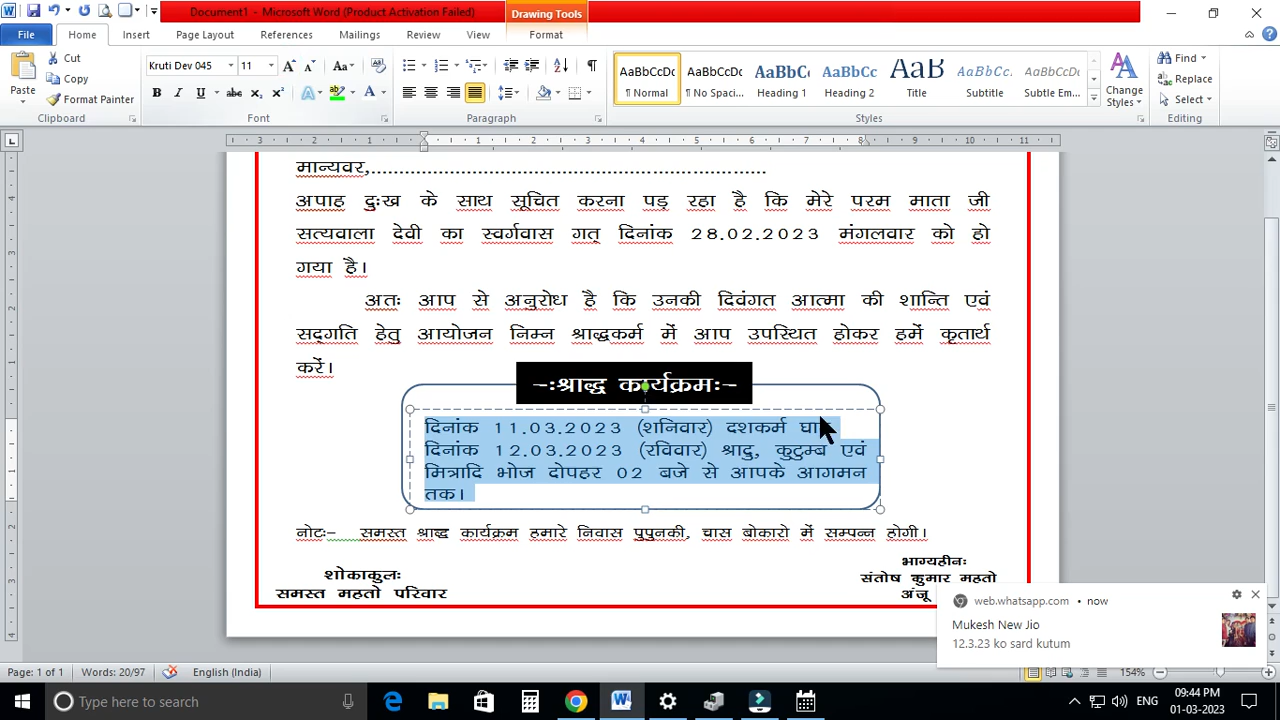 Document1 - Microsoft Word (Product Activation Failed)
Drawing Tools
File Home Insert Page Layout References Mailings Review View Format
Paste
Cut
Copy
Format Painter
Clipboard
Kruti Dev 045 11
Font
Paragraph
AaBbCcDc AaBbCcDc AaBbC AaBbCc AaB AaBbCc. AaBbCcDc
¶ Normal ¶ No Spaci... Heading 1 Heading 2 Title Subtitle Subtle Em...
Change Styles
Styles
Find
Replace
Select
Editing
मान्यवर,......................................................................
अपाह दुःख के साथ सूचित करना पड़ रहा है कि मेरे परम माता जी
सत्यवाला देवी का स्वर्गवास गत् दिनांक 28.02.2023 मंगलवार को हो
गया है।
अतः आप से अनुरोध है कि उनकी दिवंगत आत्मा की शान्ति एवं
सद्गति हेतु आयोजन निम्न श्राद्धकर्म में आप उपस्थित होकर हमें कृतार्थ
करें।
-ःश्राद्ध कार्यक्रमः-
दिनांक 11.03.2023 (शनिवार) दशकर्म
दिनांक 12.03.2023 (रविवार) श्रादु, कुटुम्ब एवं
मित्रादि भोज दोपहर 02 बजे से आपके आगमन
तक।
नोटः- समस्त श्राद्ध कार्यक्रम हमारे निवास पुपुनकी, चास बोकारो में सम्पन्न होगी।
शोकाकुलः
समस्त महतो परिवार
भाग्यहीनः
संतोष कुमार महतो
अंजू
web.whatsapp.com • now
Mukesh New Jio
12.3.23 ko sard kutum
Page: 1 of 1 Words: 20/97 English (India) 154%
Type here to search
ENG
09:44 PM
01-03-2023